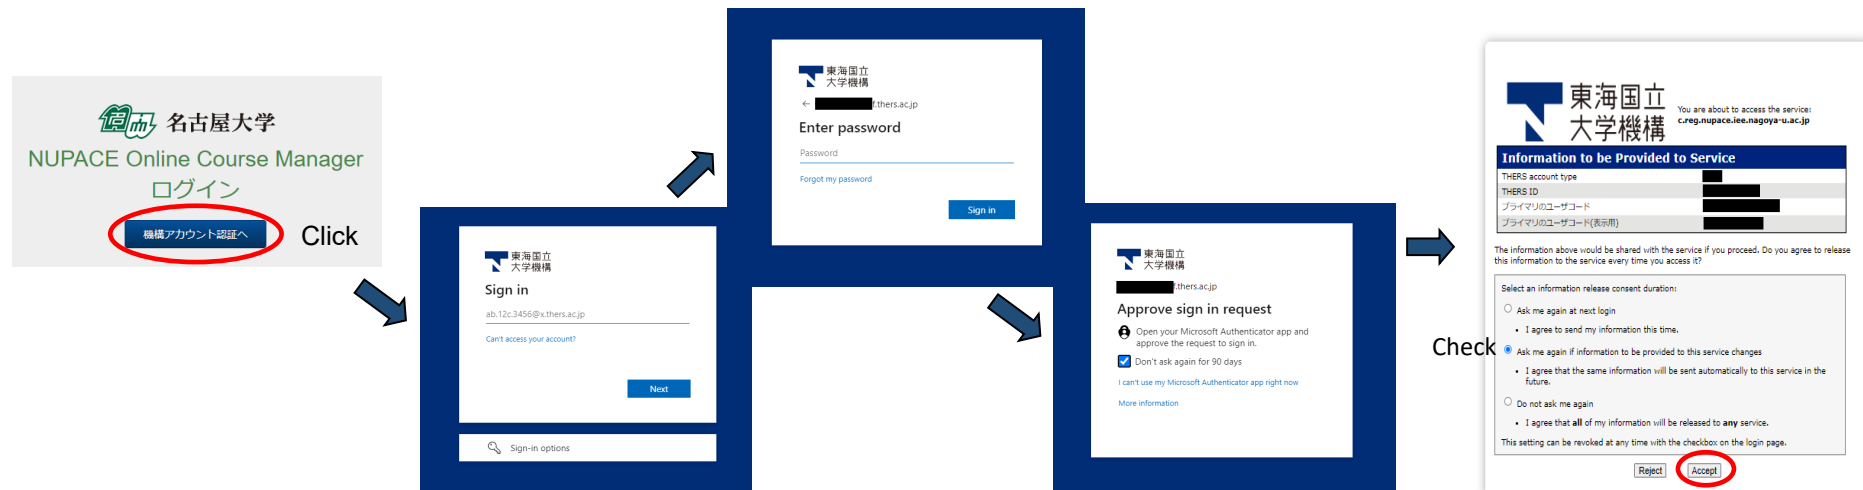 名古屋大学
NUPACE Online Course Manager
ログイン
機構アカウント認証へ
Click
東海国立
大学機構
Sign in
ab.12c.3456@x.thers.ac.jp
Can't access your account?
Next
Sign-in options
東海国立
大学機構
f.thers.ac.jp
Enter password
Password
Forgot my password
Sign in
東海国立
大学機構
f.thers.ac.jp
Approve sign in request
Open your Microsoft Authenticator app and
approve the request to sign in.
Don't ask again for 90 days
I can't use my Microsoft Authenticator app right now
More information
東海国立
大学機構
You are about to access the service:
c.reg.nupace.iee.nagoya-u.ac.jp
Information to be Provided to Service
THERS account type
THERS ID
プライマリのユーザコード
プライマリのユーザコード(表示用)
The information above would be shared with the service if you proceed. Do you agree to release
this information to the service every time you access it?
Select an information release consent duration:
Ask me again at next login
I agree to send my information this time.
Check
Ask me again if information to be provided to this service changes
I agree that the same information will be sent automatically to this service in the
future.
Do not ask me again
I agree that all of my information will be released to any service.
This setting can be revoked at any time with the checkbox on the login page.
Reject
Accept